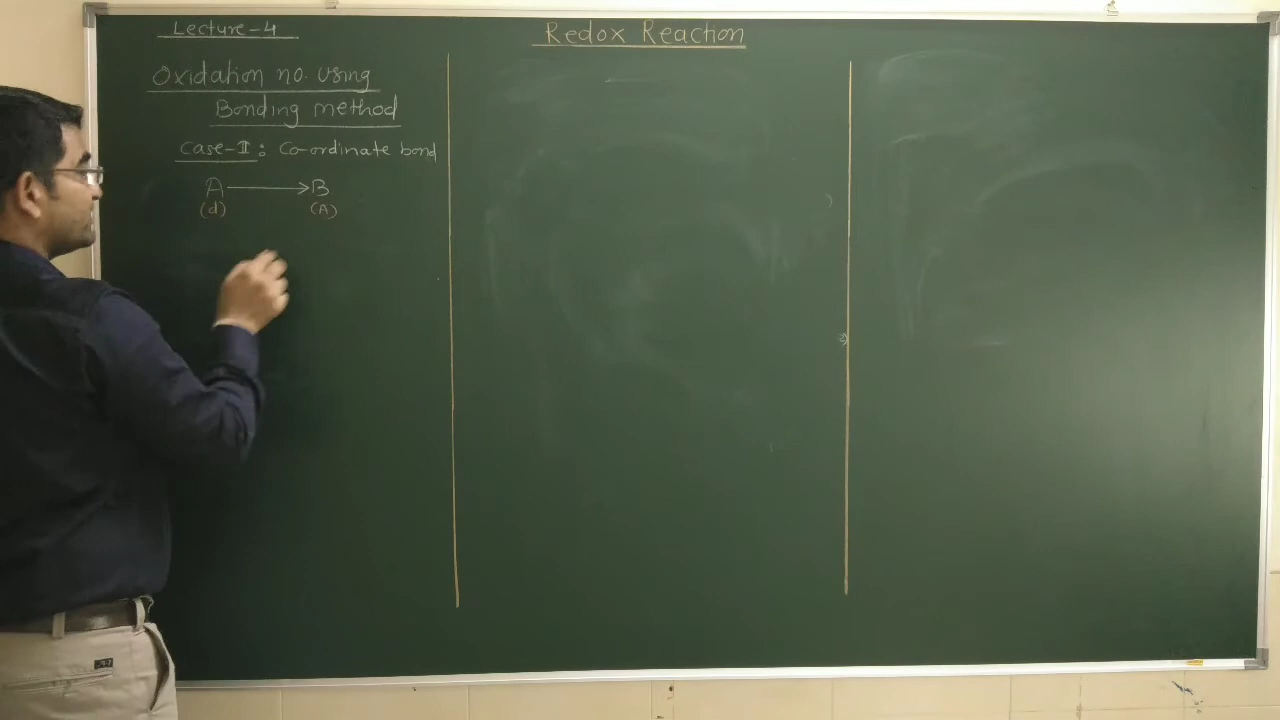 Lecture-4
Redox Reaction
Oxidation no. using
Bonding method
Case-II: Co-ordinate bond
A ⟶ B
(d) (A)